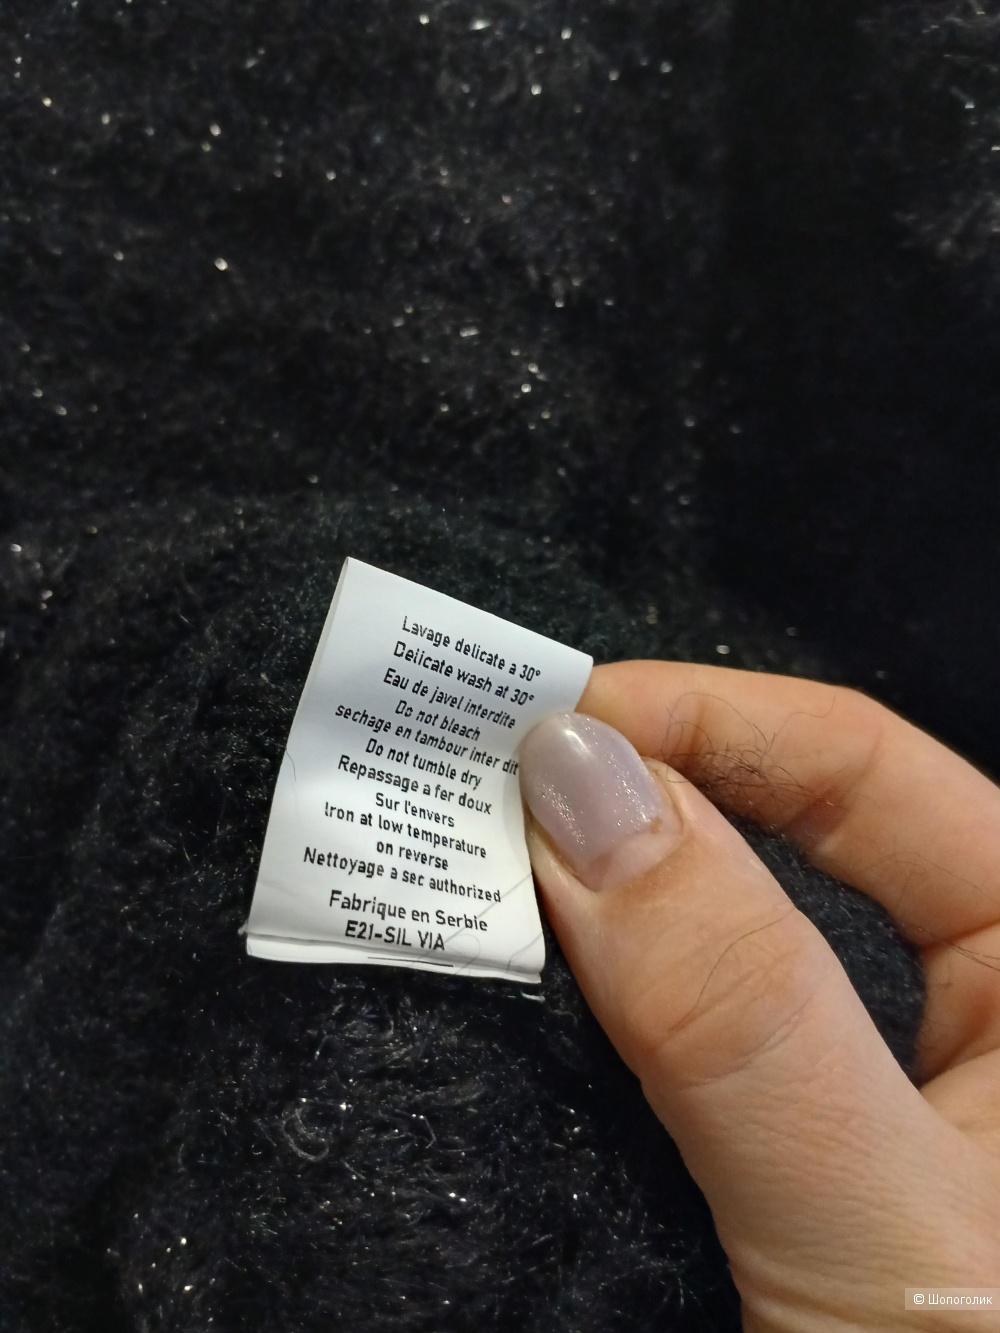 Lavage delicate a 30°
Delicate wash at 30°
Eau de javel interdite
Do not bleach
sechage en tambour inter dit
Do not tumble dry
Repassage a fer doux
Sur l'envers
Iron at low temperature
on reverse
Nettoyage a sec authorized
Fabrique en Serbie
E21-SIL VIA
© Шопоголик